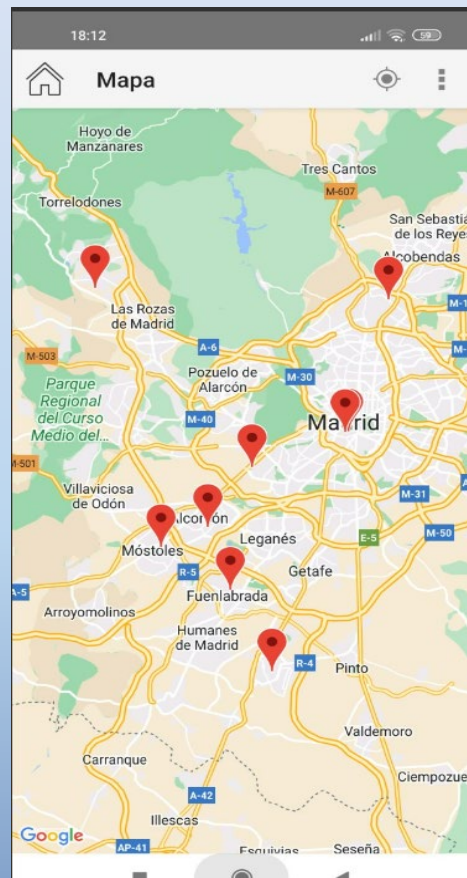 18:12
59
Mapa
Hoyo de
Manzanares
Tres Cantos
M-607
Torrelodones
San Sebastiá
de los Reye
Alcobendas
Las Rozas
de Madrid
M-1
A-6
M-503
Pozuelo de
Alarcón
M-30
Parque
Regional
del Curso
Medio del...
M-40
Madrid
M-501
Villaviciosa
de Odón
M-31
Alcorcón
Móstoles
Leganés
E-5
M-50
R-5
Getafe
A-5
Fuenlabrada
Arroyomolinos
Humanes
de Madrid
R-4
Pinto
Valdemoro
Carranque
Ciempozue
A-42
Illescas
Google
AP-41
Esquivias
Seseña